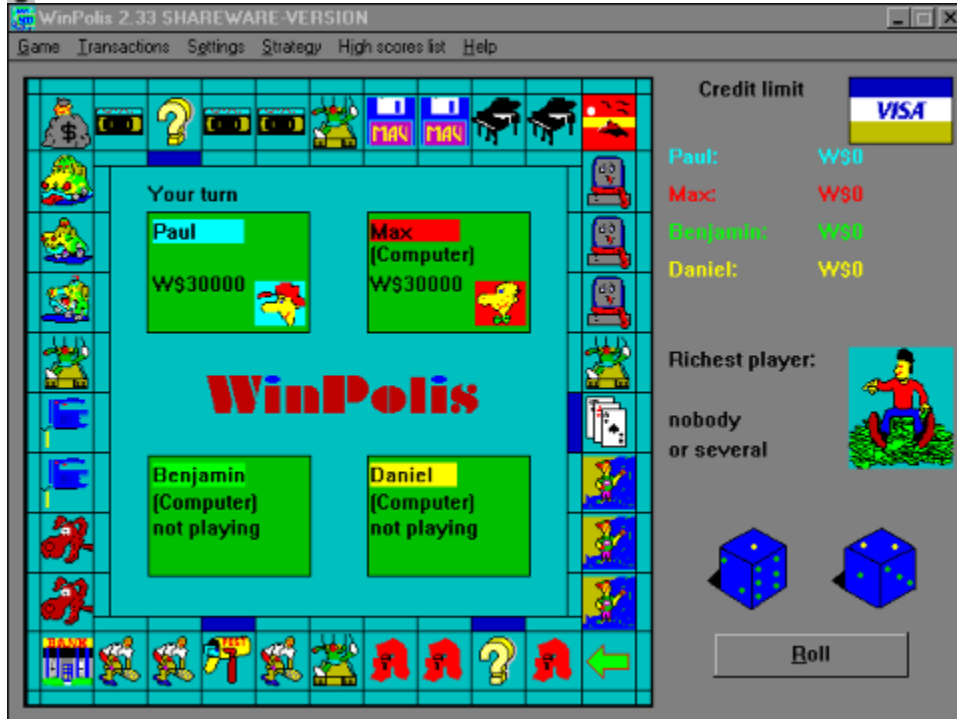 WinPolis 2.33 SHAREWARE-VERSION
Game Transactions Settings Strategy High scores list Help
Credit limit
VISA
Paul: W$0
Max: W$0
Benjamin: W$0
Daniel: W$0
Your turn
Paul
W$30000
Max
(Computer)
W$30000
WinPolis
Benjamin
(Computer)
not playing
Daniel
(Computer)
not playing
Richest player:
nobody
or several
MAV MAV
BANK
Roll